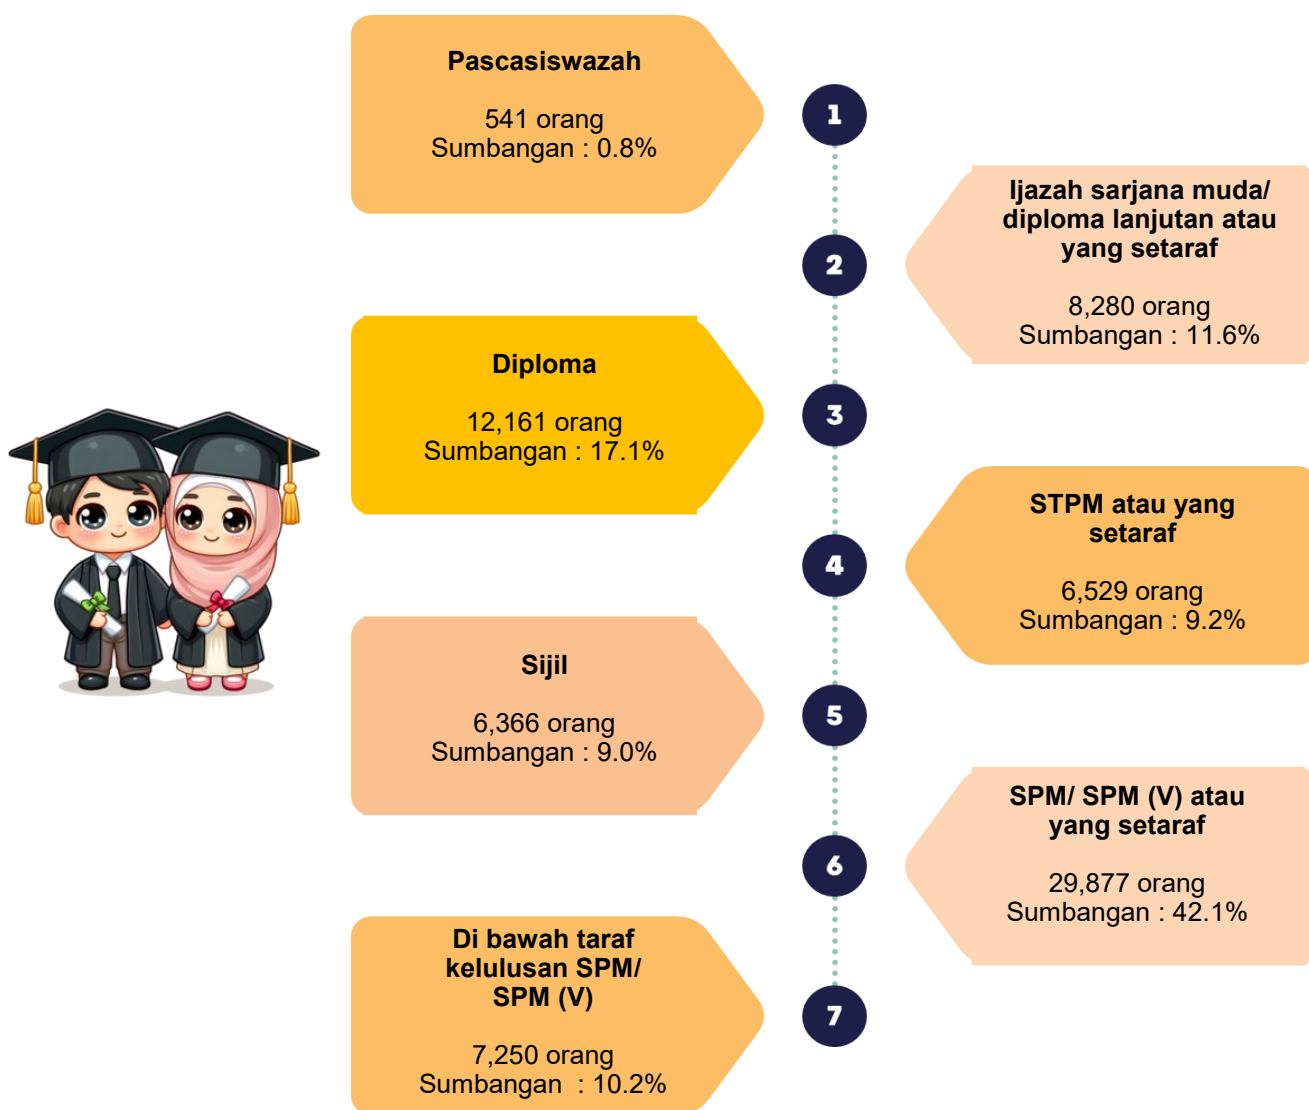 Pascasiswazah
541 orang
Sumbangan : 0.8%
1
Ijazah sarjana muda/
diploma lanjutan atau
yang setaraf
8,280 orang
Sumbangan : 11.6%
2
Diploma
12,161 orang
Sumbangan : 17.1%
3
STPM atau yang
setaraf
6,529 orang
Sumbangan : 9.2%
4
Sijil
6,366 orang
Sumbangan : 9.0%
5
SPM/ SPM (V) atau
yang setaraf
29,877 orang
Sumbangan : 42.1%
6
Di bawah taraf
kelulusan SPM/
SPM (V)
7,250 orang
Sumbangan : 10.2%
7